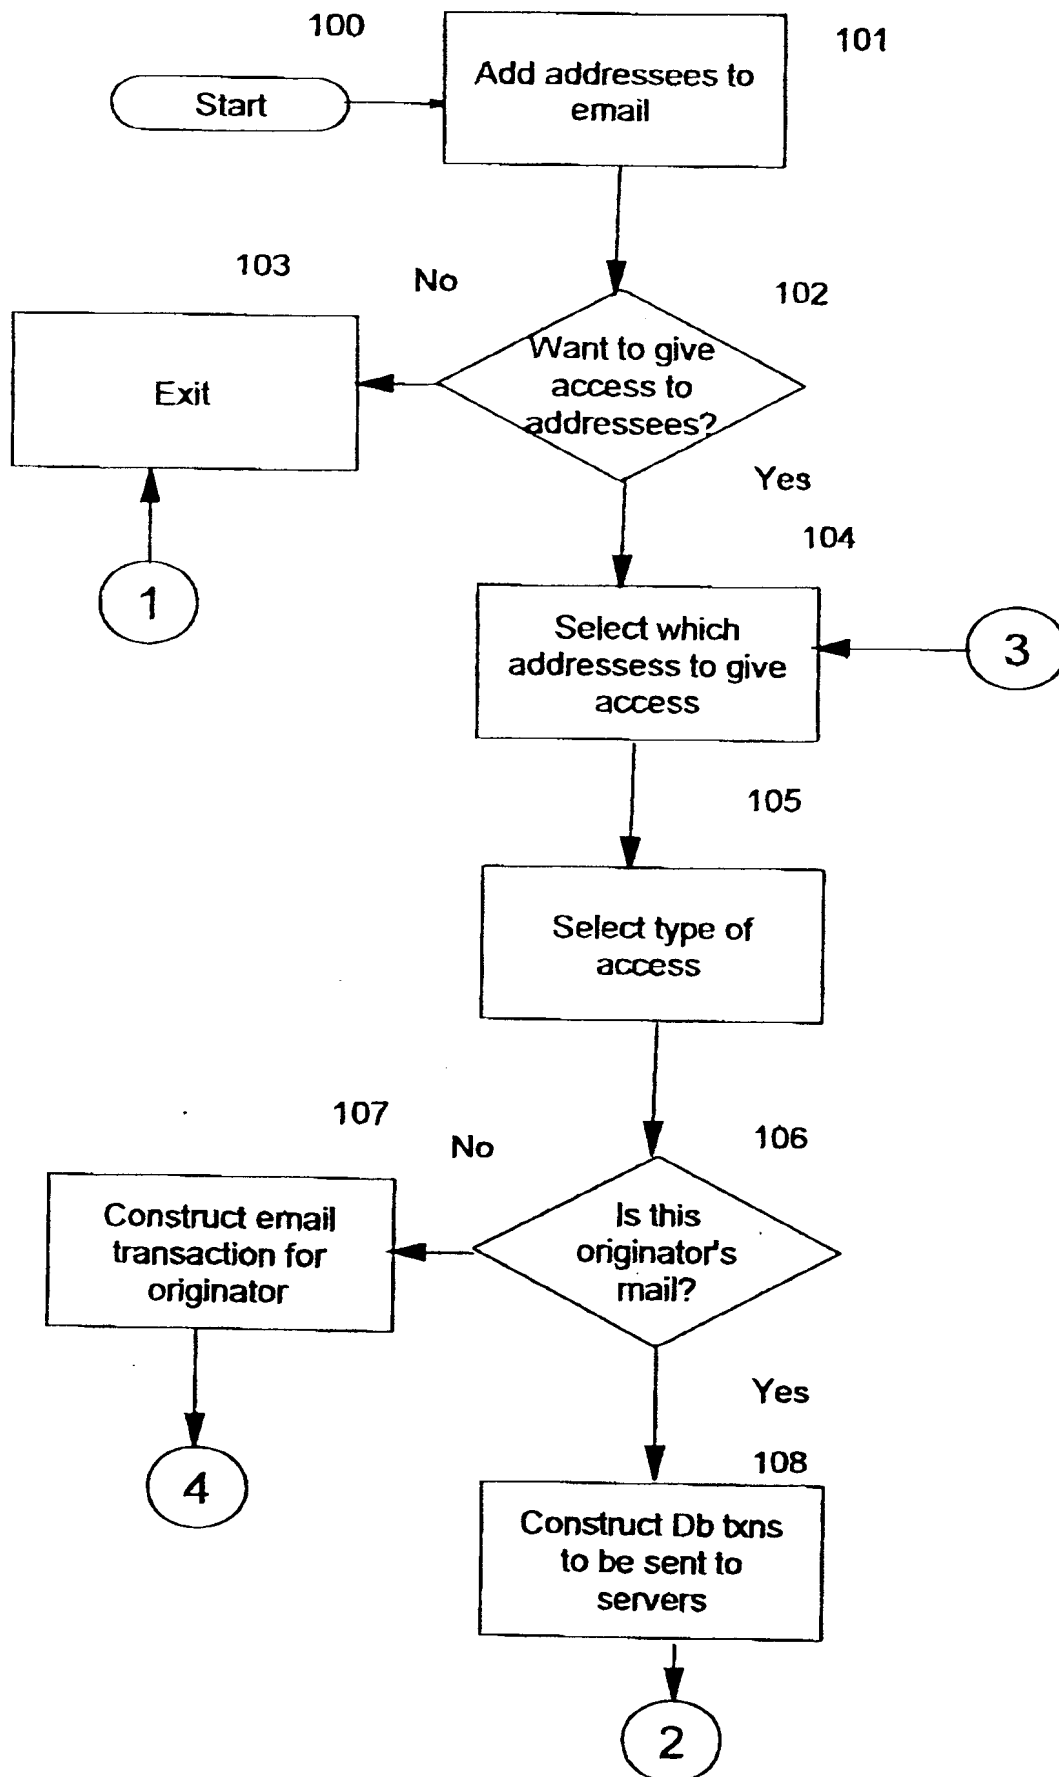 100
101
Start
Add addressees to
email
103
No
102
Exit
Want to give
access to
addressees?
Yes
104
1
Select which
addressess to give
access
3
105
Select type of
access
107
No
106
Construct email
transaction for
originator
Is this
originator's
mail?
Yes
4
108
Construct Db txns
to be sent to
servers
2